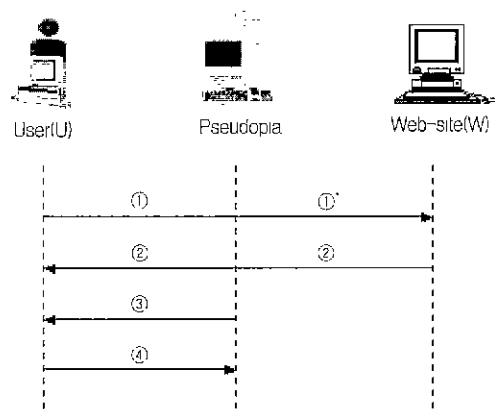 User(U) Pseudopia Web-site(W)
① ①*
② ②
③
④